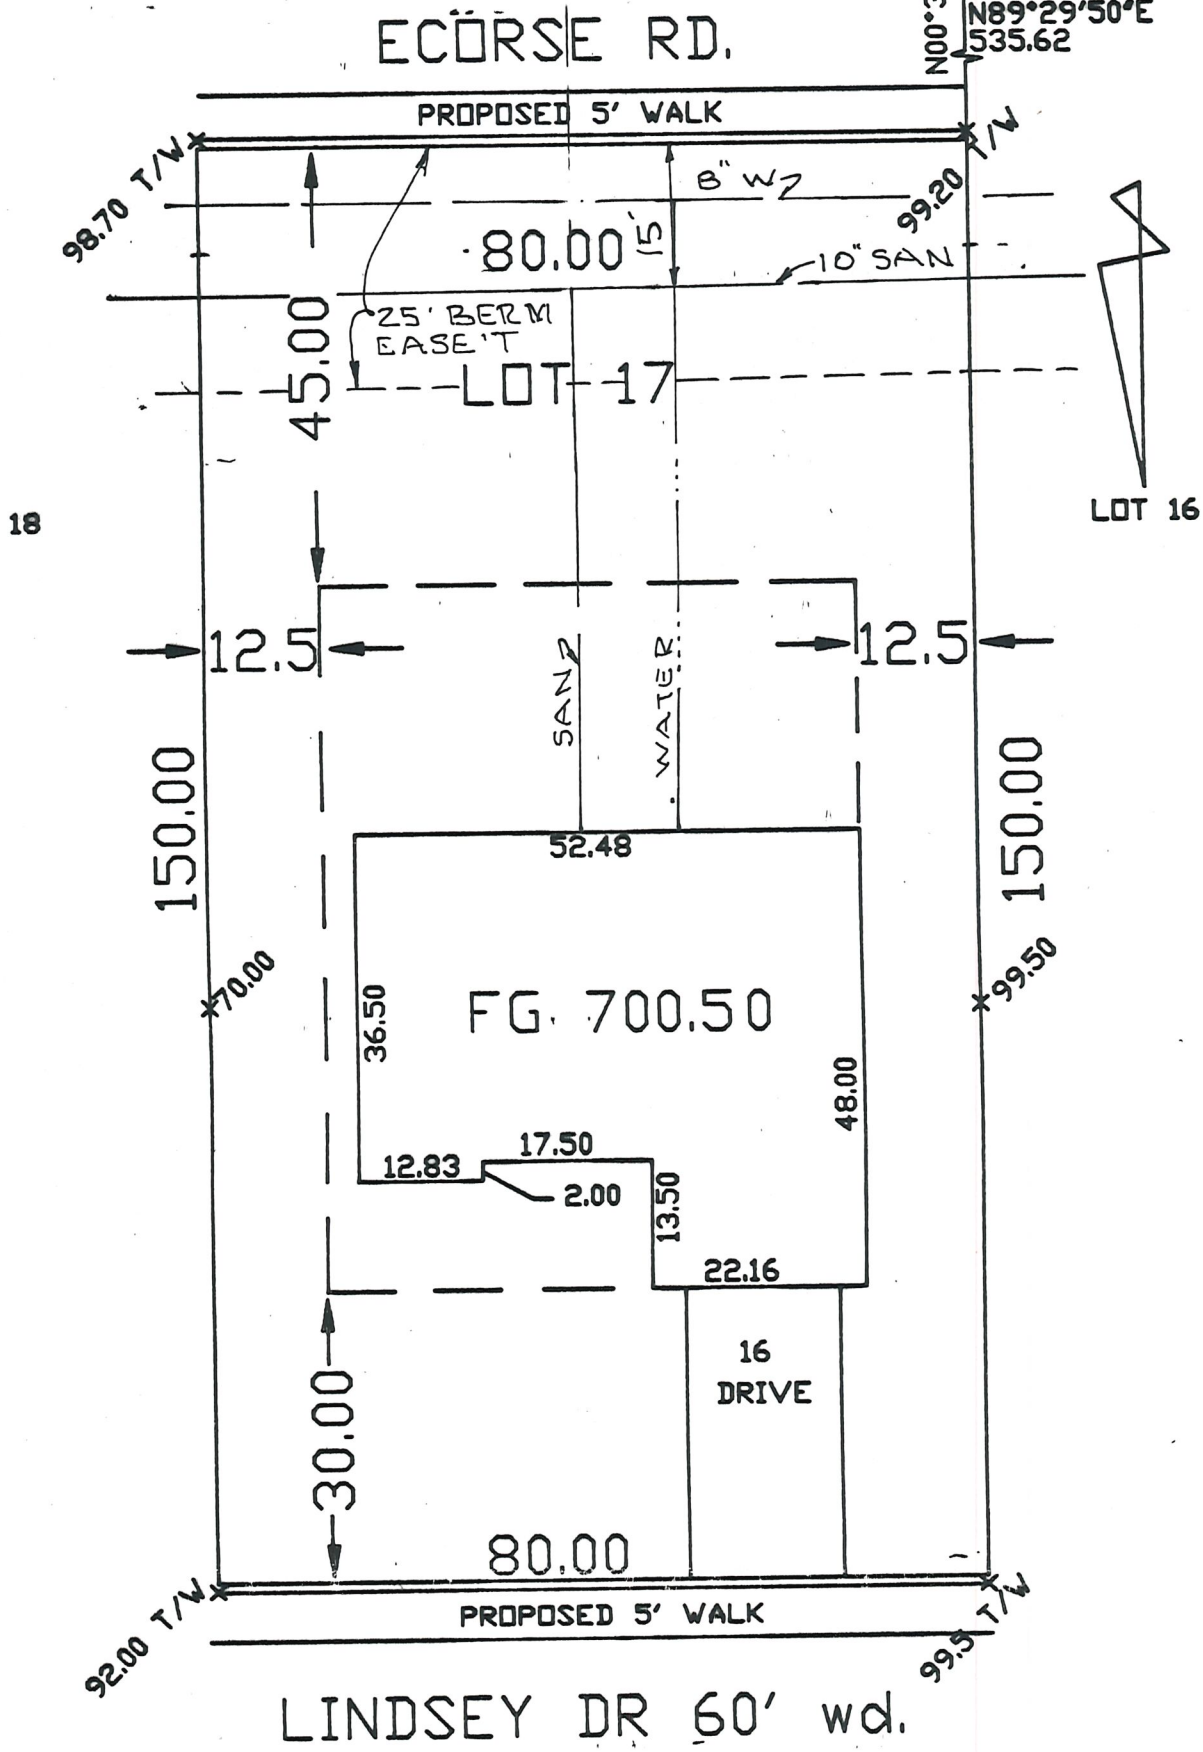 ECORSE RD.
N00°3
N89°29'50"E
535.62
PROPOSED 5' WALK
98.70 T/W
T/W
99.20
8" W
80.00
15'
10" SAN
25' BERM
EASE'T
45.00
LOT 17
18
LOT 16
12.5
12.5
SAN
WATER
150.00
150.00
52.48
70.00
99.50
36.50
FG. 700.50
48.00
17.50
12.83
2.00
13.50
22.16
16
DRIVE
30.00
80.00
92.00 T/W
PROPOSED 5' WALK
99.5 T/W
LINDSEY DR 60' wd.